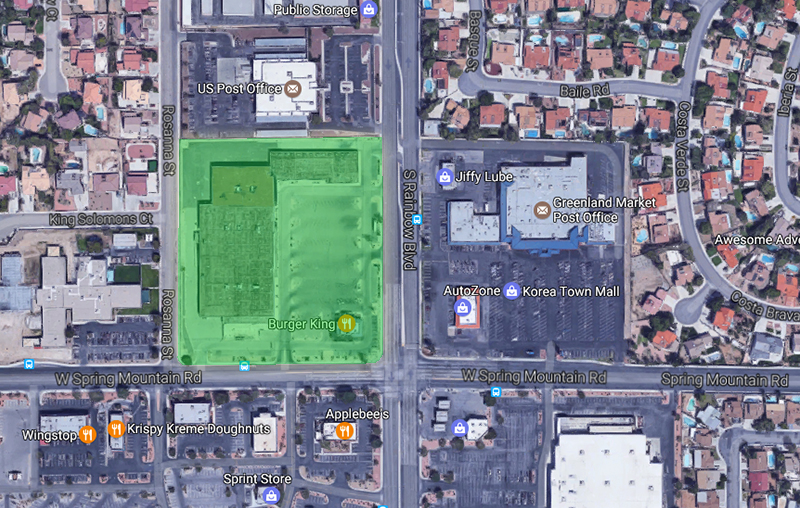 Public Storage
US Post Office
Basque St
Baile Rd
Iberia St
Costa Verde St
Rosanna St
King Solomons Ct
S Rainbow Blvd
Jiffy Lube
Greenland Market
Post Office
Awesome Adve
AutoZone
Korea Town Mall
Costa Brava
Rosanna St
Burger King
W Spring Mountain Rd
W Spring Mountain Rd
Spring Mountain Rd
Wingstop
Krispy Kreme Doughnuts
Applebee's
Sprint Store